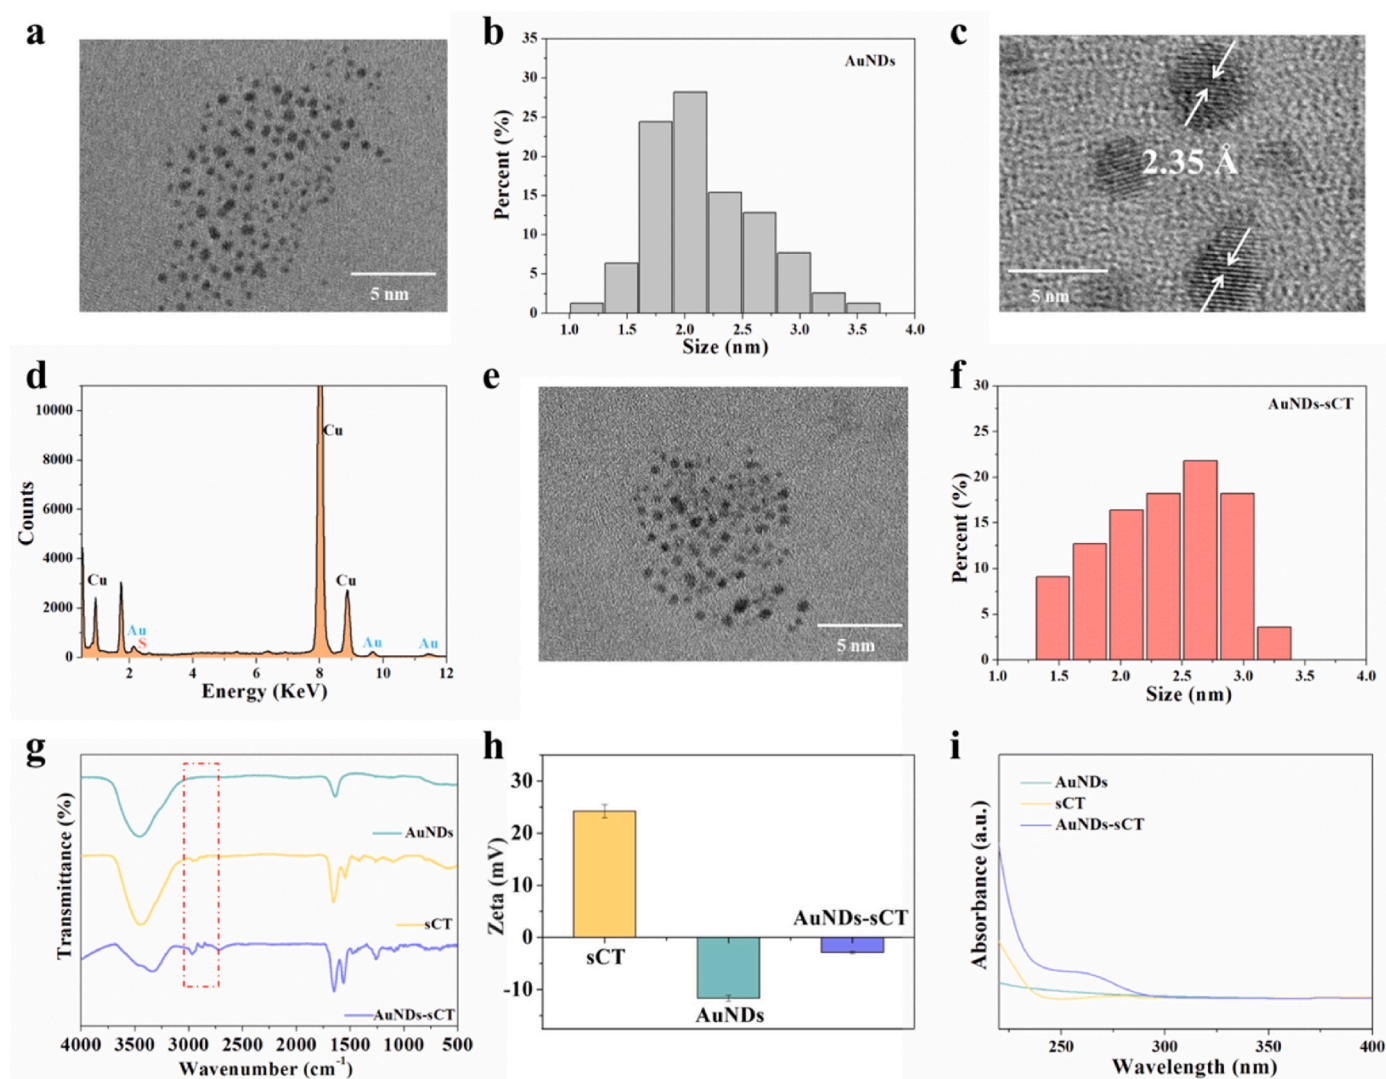 a
5 nm
b
35
30
25
20
15
10
5
0
Percent (%)
AuNDs
1.0 1.5 2.0 2.5 3.0 3.5 4.0
Size (nm)
c
2.35 Å
5 nm
d
10000
8000
6000
4000
2000
0
Counts
Cu
Cu
Cu
Au
S
Au
Au
2 4 6 8 10 12
Energy (KeV)
e
5 nm
f
30
25
20
15
10
5
0
Percent (%)
AuNDs-sCT
1.0 1.5 2.0 2.5 3.0 3.5 4.0
Size (nm)
g
Transmittance (%)
AuNDs
sCT
AuNDs-sCT
4000 3500 3000 2500 2000 1500 1000 500
Wavenumber (cm⁻¹)
h
30
20
10
0
-10
Zeta (mV)
sCT
AuNDs
AuNDs-sCT
i
Absorbance (a.u.)
AuNDs
sCT
AuNDs-sCT
250 300 350 400
Wavelength (nm)